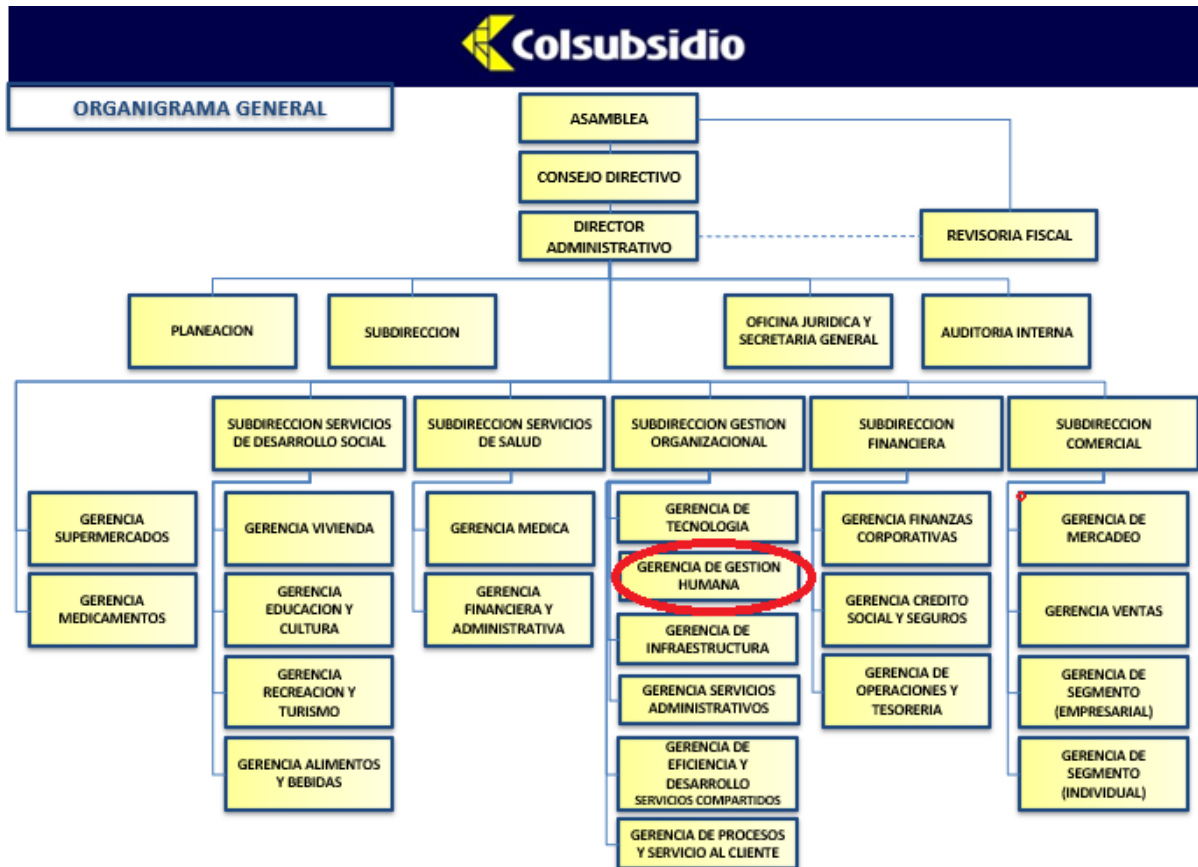 Colsubsidio
ORGANIGRAMA GENERAL
ASAMBLEA
CONSEJO DIRECTIVO
DIRECTOR
ADMINISTRATIVO
REVISORIA FISCAL
PLANEACION
SUBDIRECCION
OFICINA JURIDICA Y
SECRETARIA GENERAL
AUDITORIA INTERNA
SUBDIRECCION SERVICIOS
DE DESARROLLO SOCIAL
SUBDIRECCION SERVICIOS
DE SALUD
SUBDIRECCION GESTION
ORGANIZACIONAL
SUBDIRECCION
FINANCIERA
SUBDIRECCION
COMERCIAL
GERENCIA
SUPERMERCADOS
GERENCIA
MEDICAMENTOS
GERENCIA VIVIENDA
GERENCIA
EDUCACION Y
CULTURA
GERENCIA
RECREACION Y
TURISMO
GERENCIA ALIMENTOS
Y BEBIDAS
GERENCIA MEDICA
GERENCIA
FINANCIERA Y
ADMINISTRATIVA
GERENCIA DE
TECNOLOGIA
GERENCIA DE GESTION
HUMANA
GERENCIA DE
INFRAESTRUCTURA
GERENCIA SERVICIOS
ADMINISTRATIVOS
GERENCIA DE
EFICIENCIA Y
DESARROLLO
SERVICIOS COMPARTIDOS
GERENCIA DE PROCESOS
Y SERVICIO AL CLIENTE
GERENCIA FINANZAS
CORPORATIVAS
GERENCIA CREDITO
SOCIAL Y SEGUROS
GERENCIA DE
OPERACIONES Y
TESORERIA
GERENCIA DE
MERCADEO
GERENCIA VENTAS
GERENCIA DE
SEGMENTO
(EMPRESARIAL)
GERENCIA DE
SEGMENTO
(INDIVIDUAL)